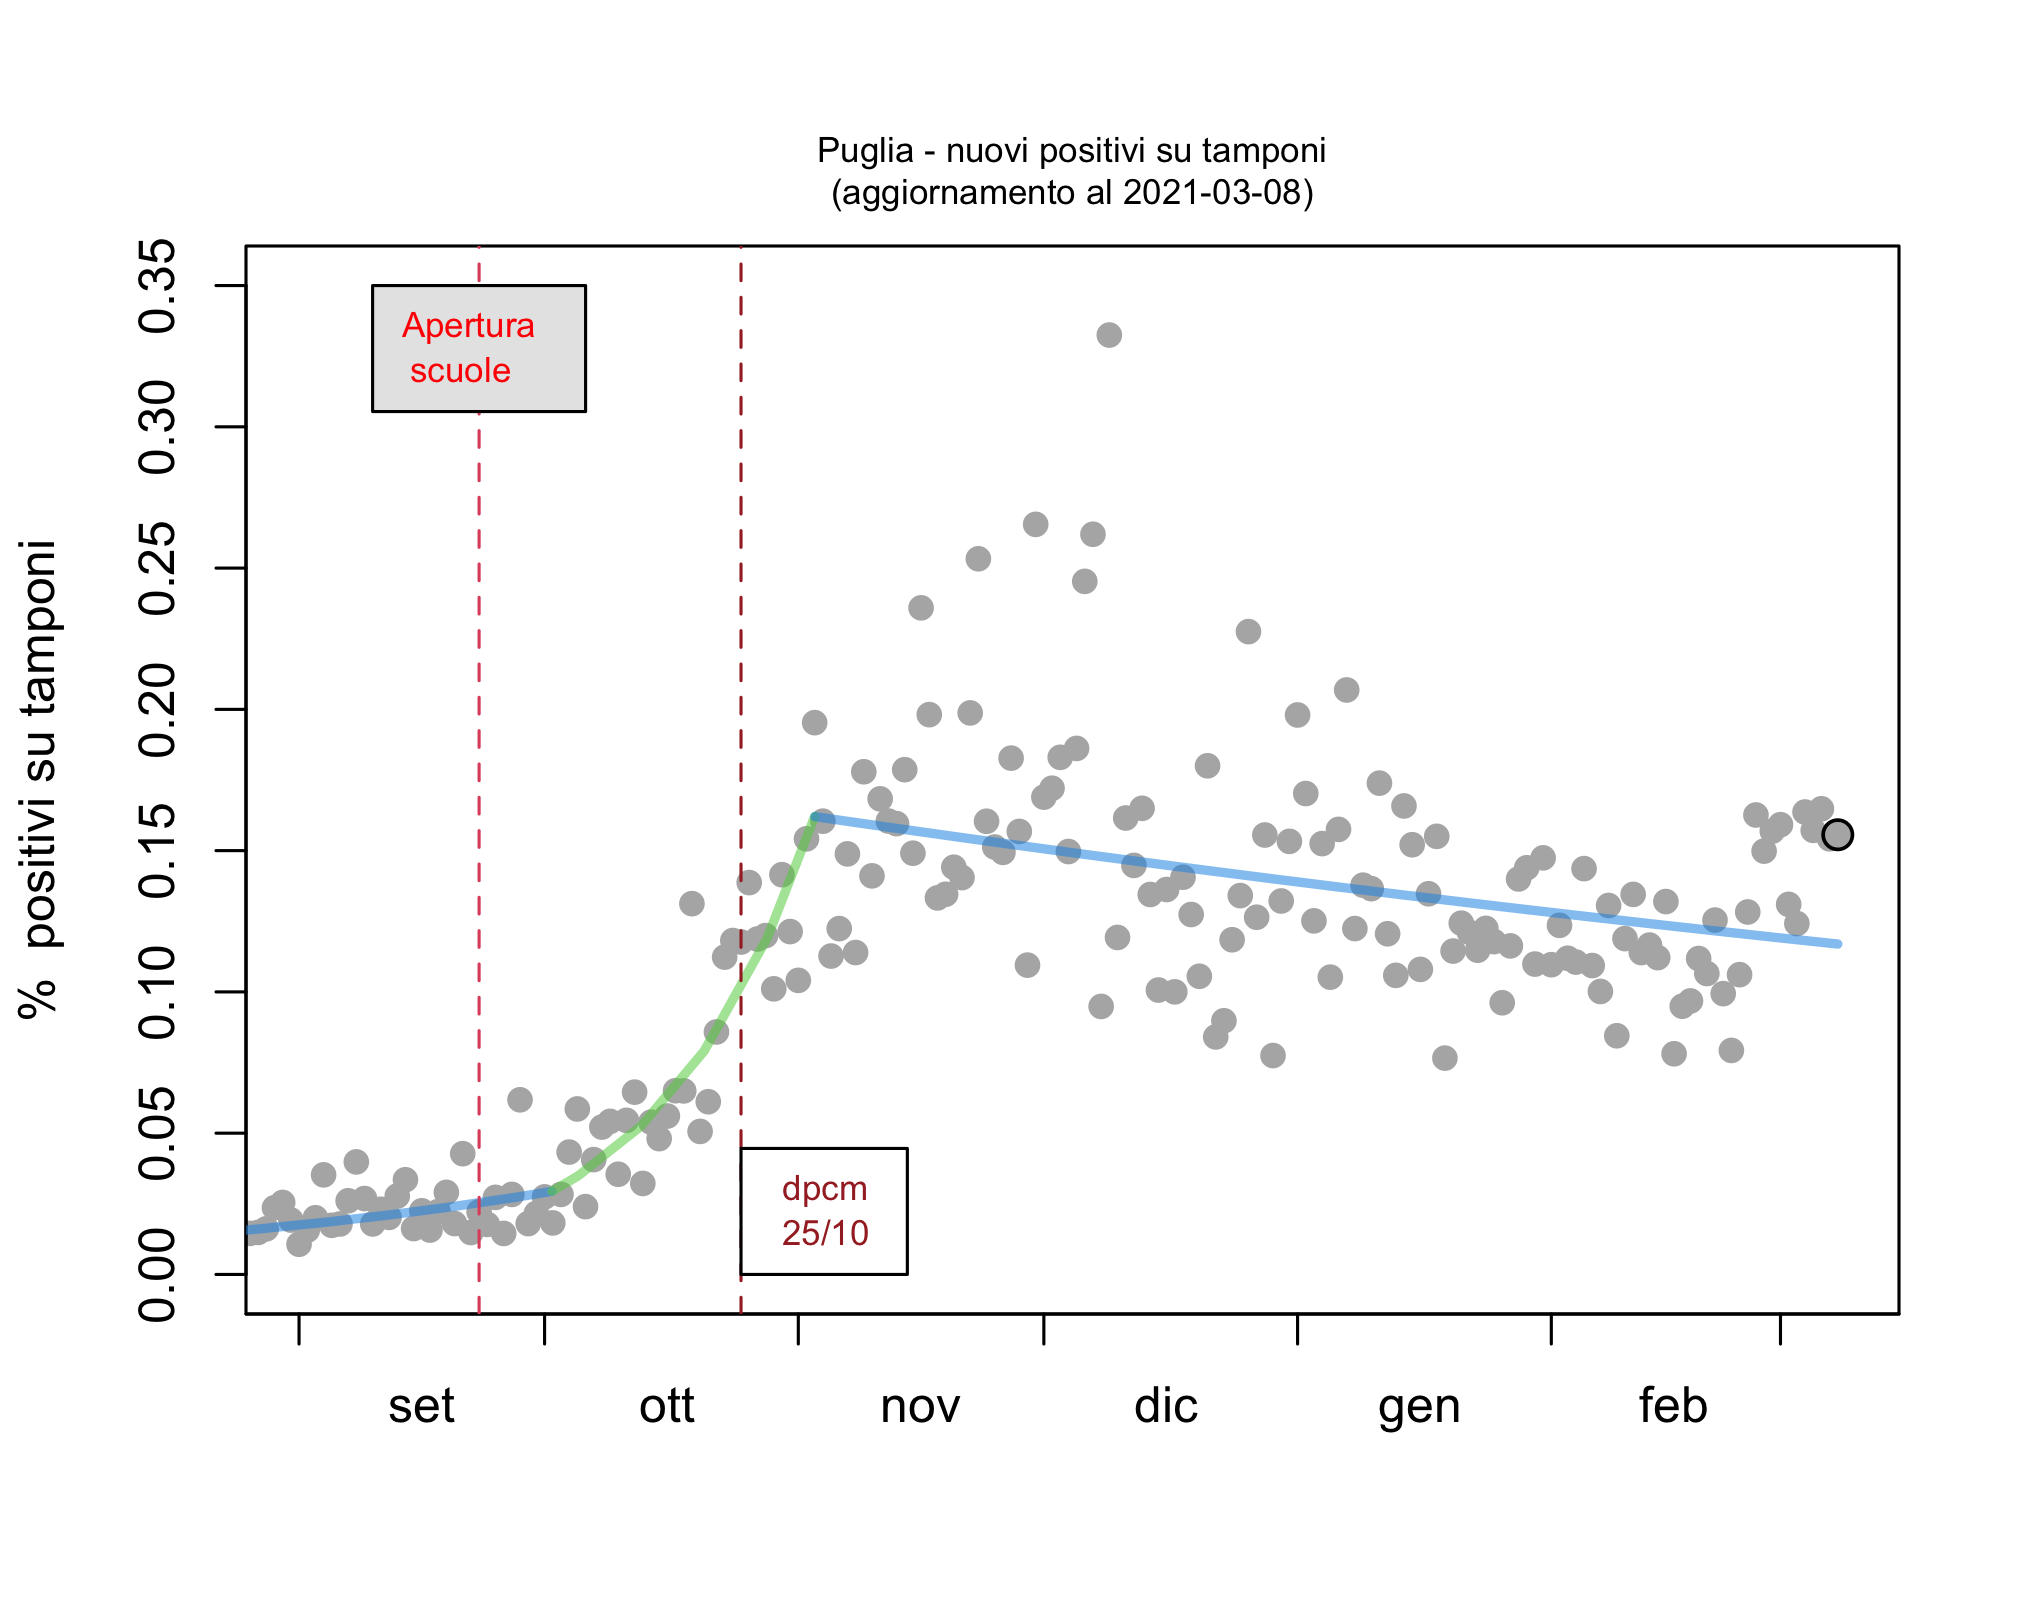 Puglia - nuovi positivi su tamponi
(aggiornamento al 2021-03-08)
% positivi su tamponi
0.35
0.30
0.25
0.20
0.15
0.10
0.05
0.00
Apertura
scuole
dpcm
25/10
set
ott
nov
dic
gen
feb